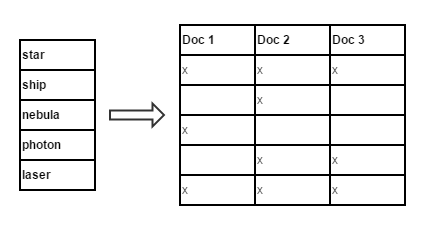 Doc 1 Doc 2 Doc 3
star
x x x
ship
x
nebula
x
photon
x x
laser
x x x